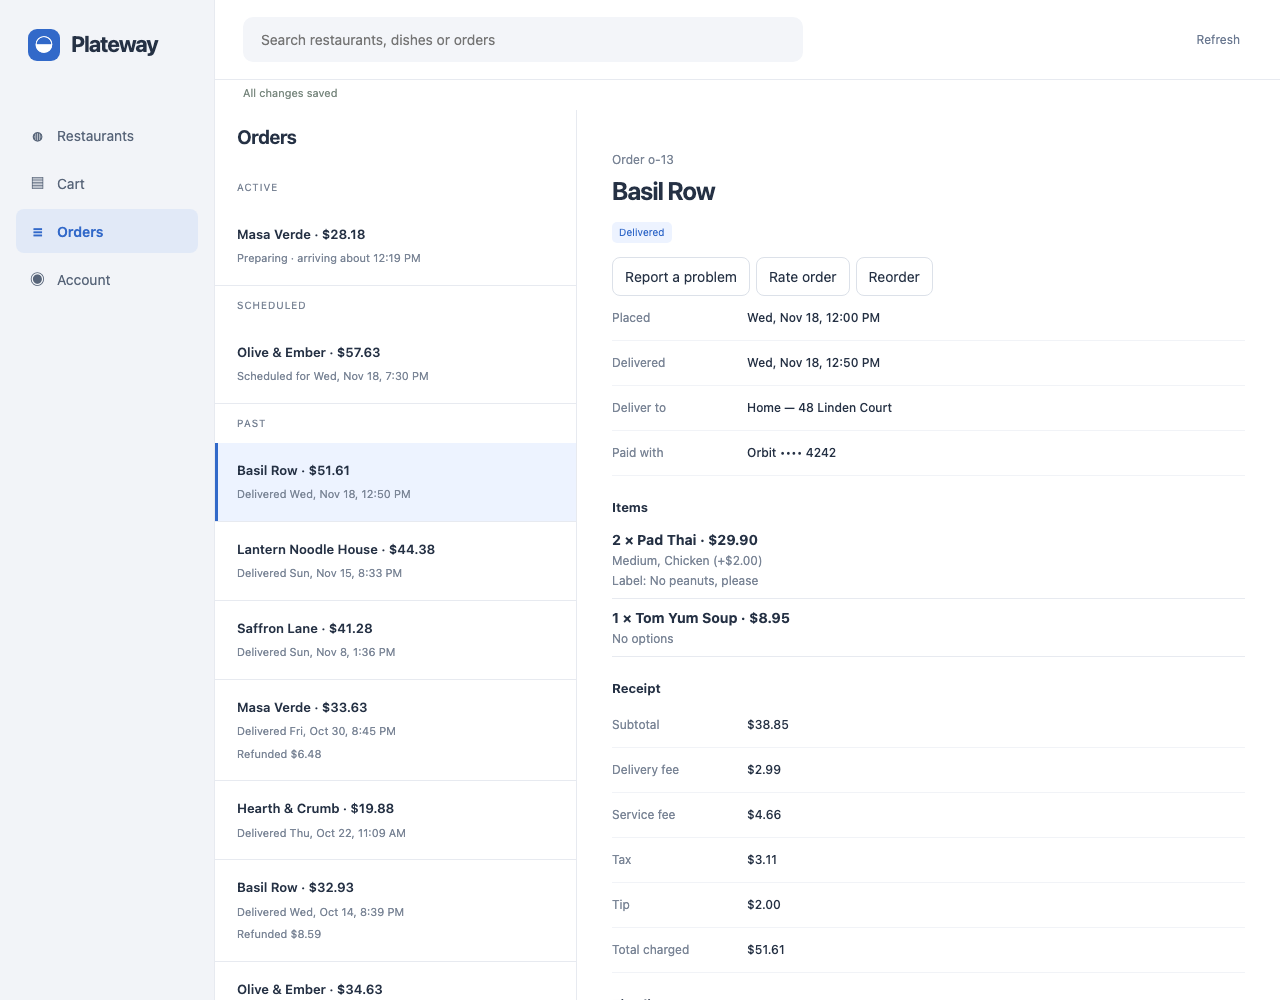 Plateway
Search restaurants, dishes or orders
Refresh
All changes saved
Restaurants
Cart
Orders
Account
Orders
ACTIVE
Masa Verde · $28.18
Preparing · arriving about 12:19 PM
SCHEDULED
Olive & Ember · $57.63
Scheduled for Wed, Nov 18, 7:30 PM
PAST
Basil Row · $51.61
Delivered Wed, Nov 18, 12:50 PM
Lantern Noodle House · $44.38
Delivered Sun, Nov 15, 8:33 PM
Saffron Lane · $41.28
Delivered Sun, Nov 8, 1:36 PM
Masa Verde · $33.63
Delivered Fri, Oct 30, 8:45 PM
Refunded $6.48
Hearth & Crumb · $19.88
Delivered Thu, Oct 22, 11:09 AM
Basil Row · $32.93
Delivered Wed, Oct 14, 8:39 PM
Refunded $8.59
Olive & Ember · $34.63
Order o-13
Basil Row
Delivered
Report a problem
Rate order
Reorder
Placed Wed, Nov 18, 12:00 PM
Delivered Wed, Nov 18, 12:50 PM
Deliver to Home — 48 Linden Court
Paid with Orbit •••• 4242
Items
2 × Pad Thai · $29.90
Medium, Chicken (+$2.00)
Label: No peanuts, please
1 × Tom Yum Soup · $8.95
No options
Receipt
Subtotal $38.85
Delivery fee $2.99
Service fee $4.66
Tax $3.11
Tip $2.00
Total charged $51.61